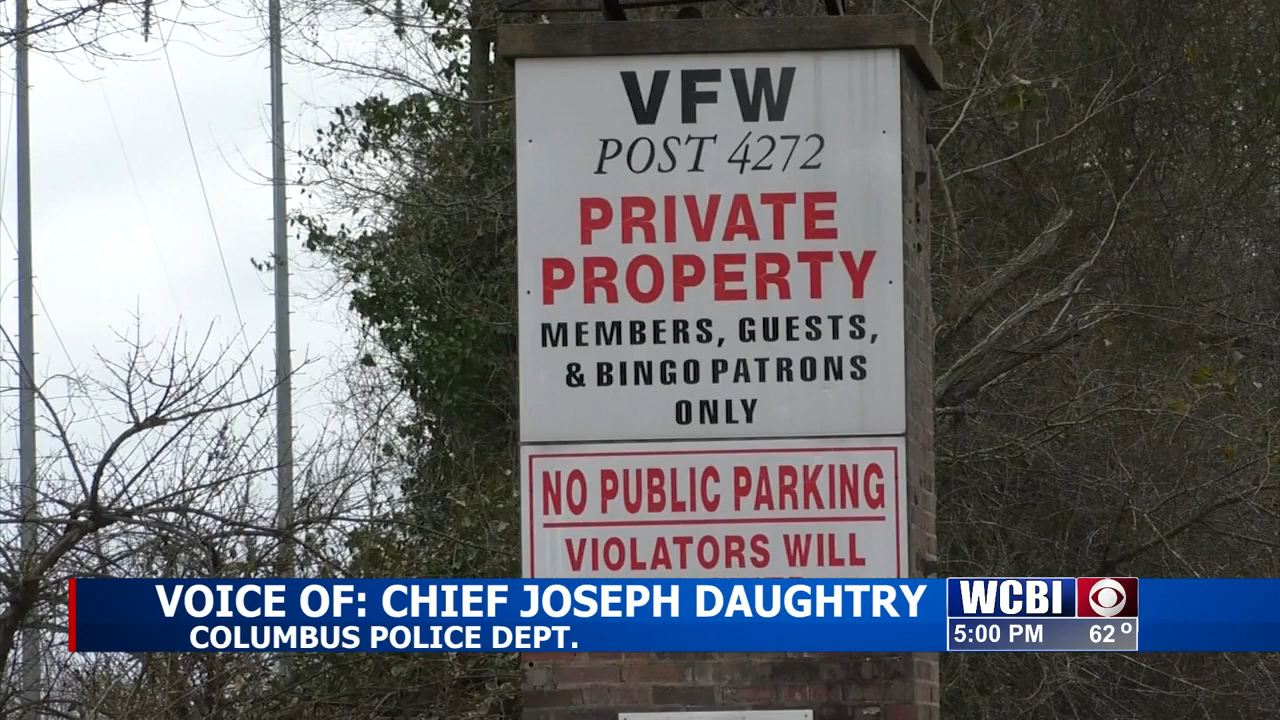 VFW
POST 4272
PRIVATE
PROPERTY
MEMBERS, GUESTS,
& BINGO PATRONS
ONLY
NO PUBLIC PARKING
VIOLATORS WILL
VOICE OF: CHIEF JOSEPH DAUGHTRY
COLUMBUS POLICE DEPT.
WCBI
5:00 PM 62°